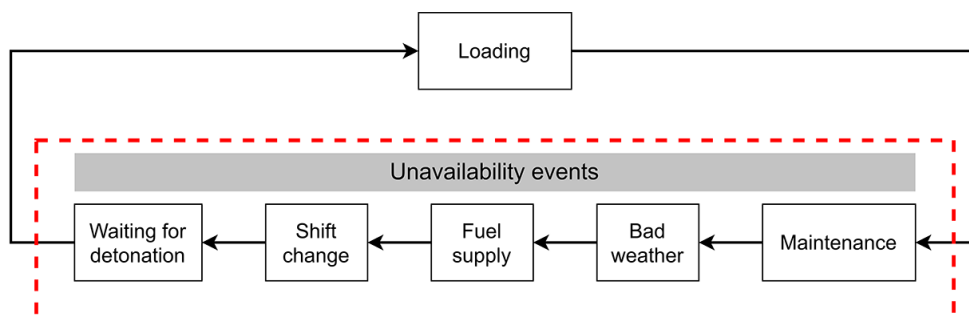 Loading
Unavailability events
Waiting for
detonation
Shift
change
Fuel
supply
Bad
weather
Maintenance